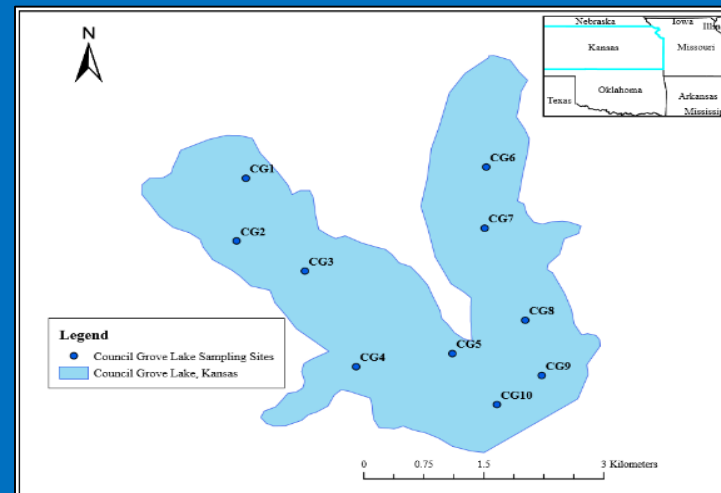 Nebraska Iowa
Kansas Missouri
Oklahoma
Texas Arkansas
N
CG1
CG6
CG7
CG2
CG3
CG8
CG5
CG4
CG9
CG10
Legend
Council Grove Lake Sampling Sites
Council Grove Lake, Kansas
0 0.75 1.5 3 Kilometers